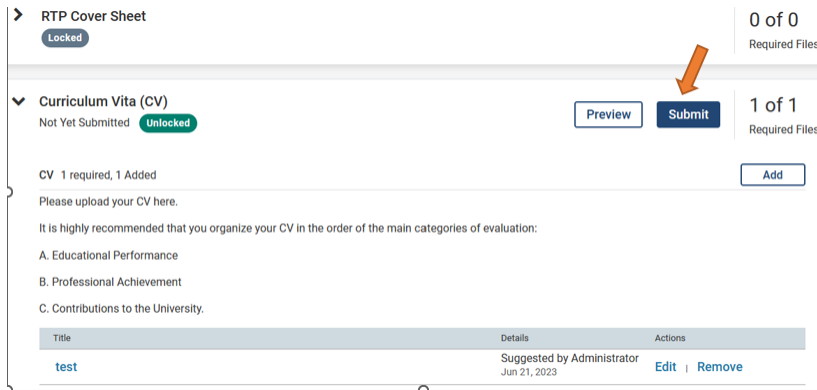 RTP Cover Sheet
Locked
0 of 0
Required Files
Curriculum Vita (CV)
Not Yet Submitted Unlocked
Preview Submit
1 of 1
Required Files
CV 1 required, 1 Added
Add
Please upload your CV here.
It is highly recommended that you organize your CV in the order of the main categories of evaluation:
A. Educational Performance
B. Professional Achievement
C. Contributions to the University.
Title Details Actions
test Suggested by Administrator Edit | Remove
Jun 21, 2023